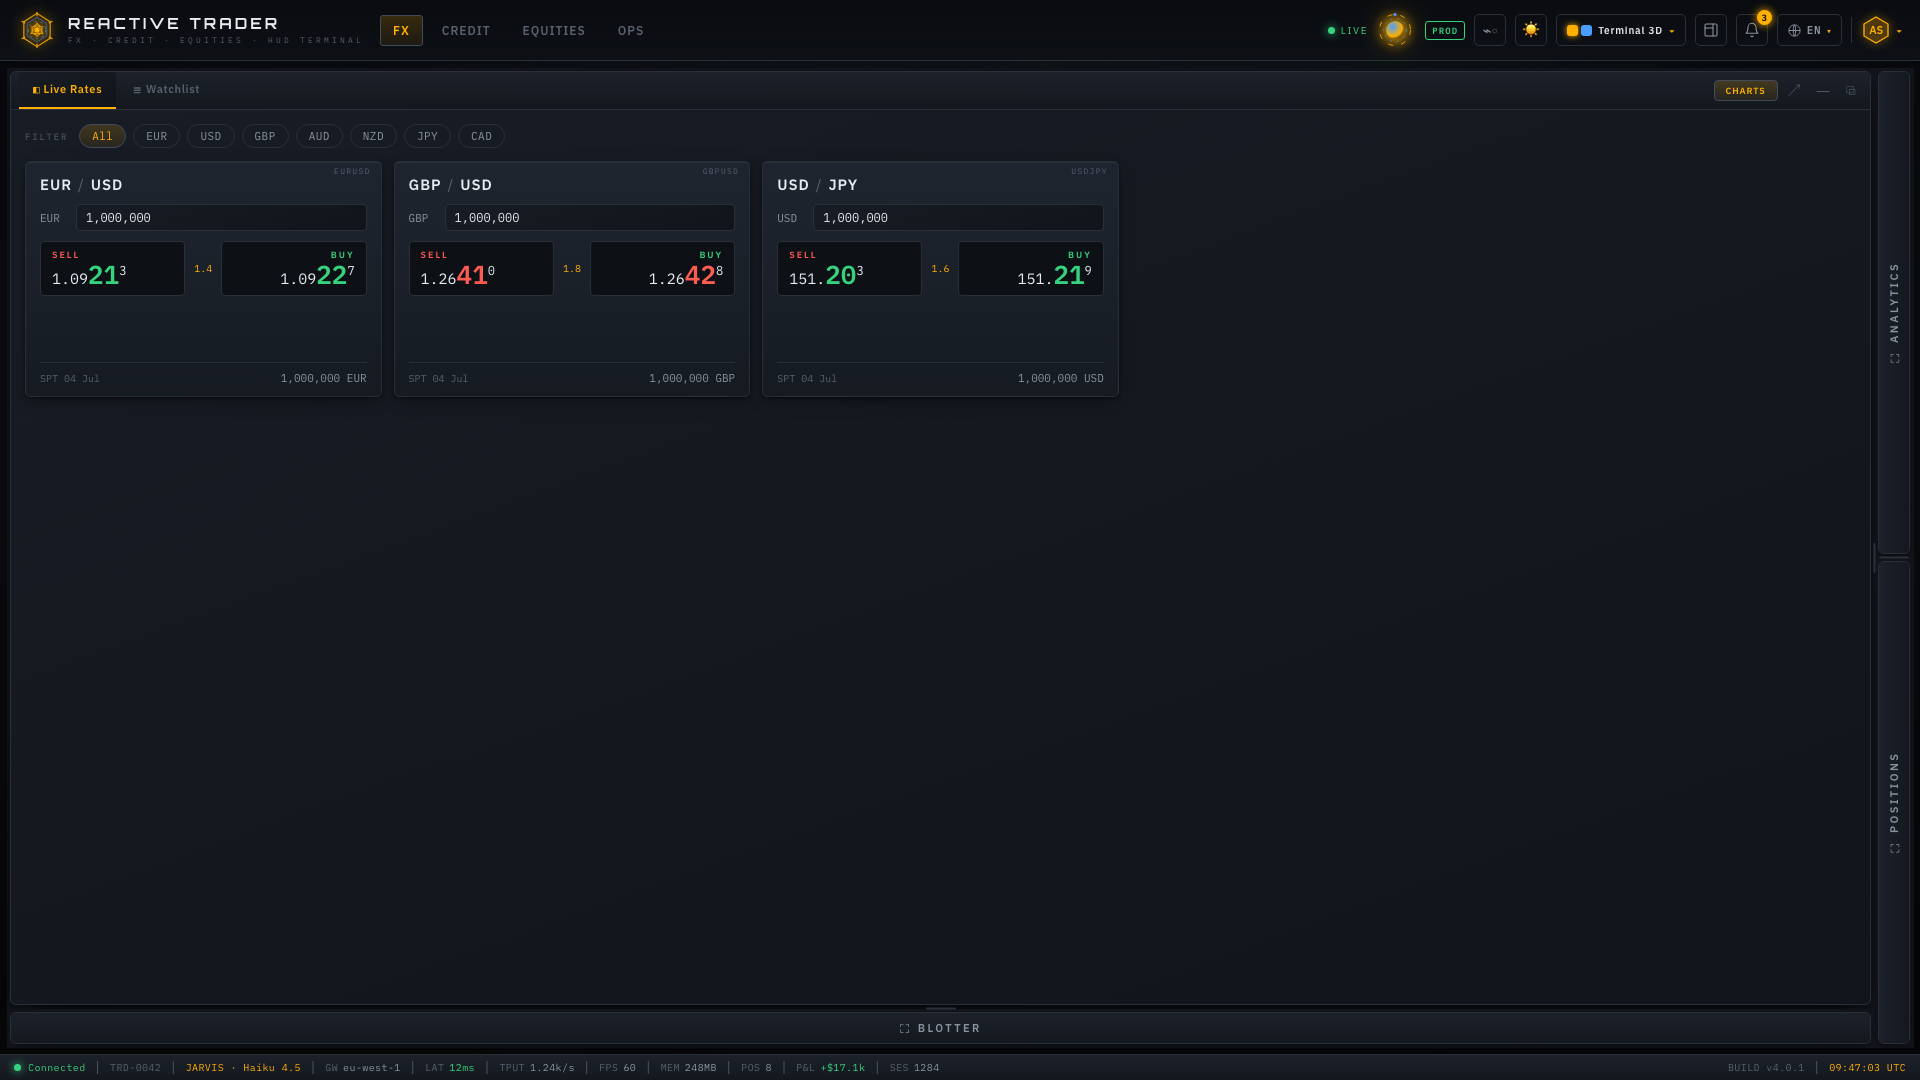 REACTIVE TRADER
FX · CREDIT · EQUITIES · HUD TERMINAL
FX CREDIT EQUITIES OPS
LIVE PROD Terminal 3D 3 EN AS
Live Rates Watchlist CHARTS
FILTER All EUR USD GBP AUD NZD JPY CAD
EURUSD
EUR / USD
EUR 1,000,000
SELL BUY
1.09213 1.4 1.09227
SPT 04 Jul 1,000,000 EUR
GBPUSD
GBP / USD
GBP 1,000,000
SELL BUY
1.26410 1.8 1.26428
SPT 04 Jul 1,000,000 GBP
USDJPY
USD / JPY
USD 1,000,000
SELL BUY
151.203 1.6 151.219
SPT 04 Jul 1,000,000 USD
ANALYTICS
POSITIONS
BLOTTER
Connected TRD-0042 JARVIS · Haiku 4.5 GW eu-west-1 LAT 12ms TPUT 1.24k/s FPS 60 MEM 248MB POS 8 P&L +$17.1k SES 1284 BUILD v4.0.1 09:47:03 UTC